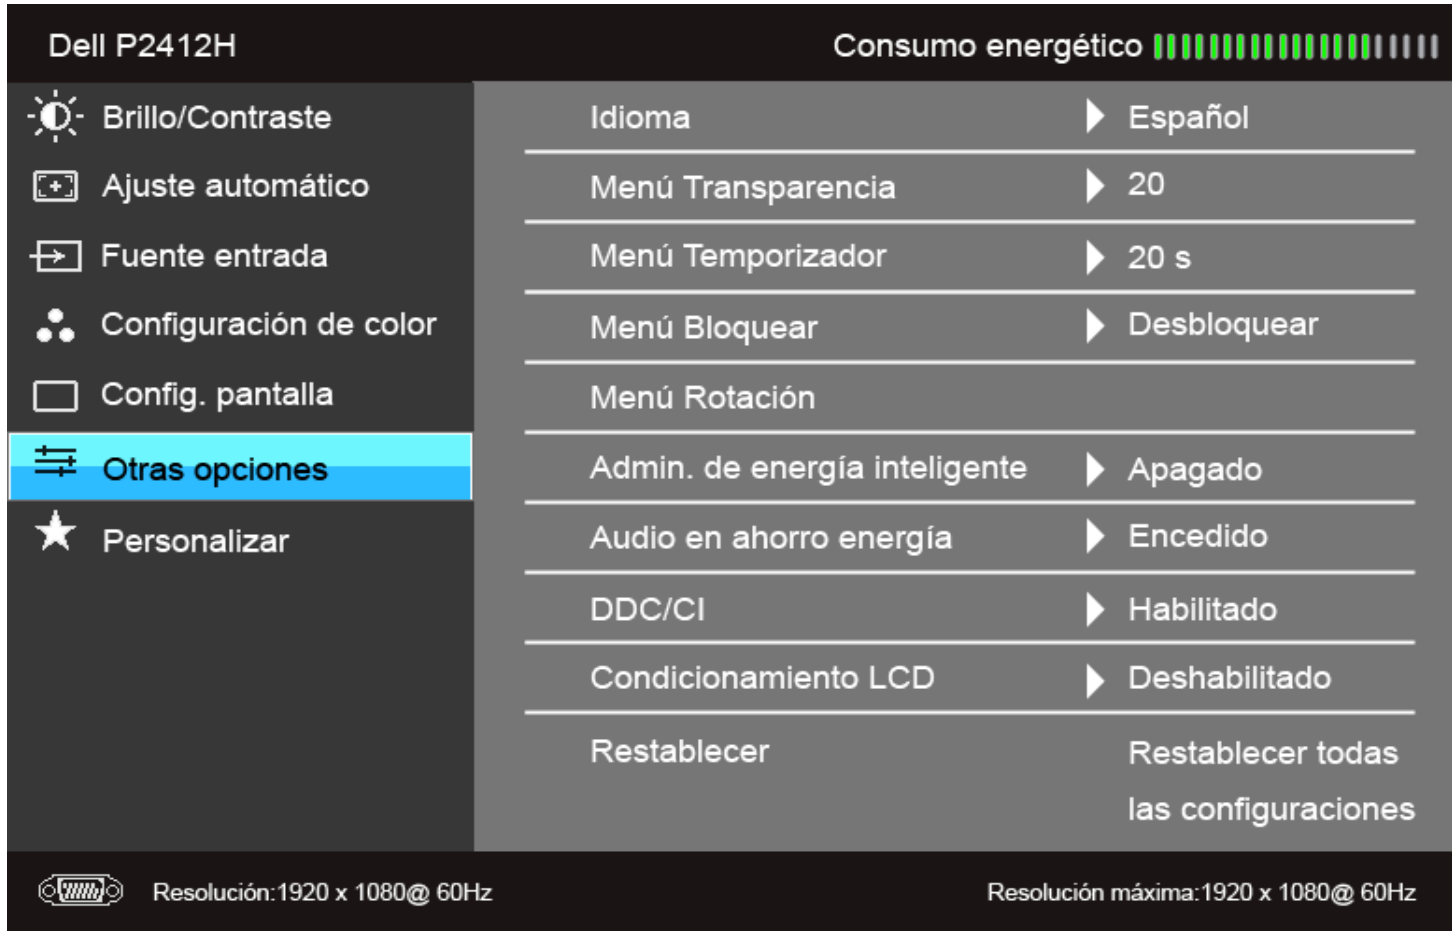 Dell P2412H
Consumo energético
Brillo/Contraste
Ajuste automático
Fuente entrada
Configuración de color
Config. pantalla
Otras opciones
Personalizar
Idioma Español
Menú Transparencia 20
Menú Temporizador 20 s
Menú Bloquear Desbloquear
Menú Rotación
Admin. de energía inteligente Apagado
Audio en ahorro energía Encedido
DDC/CI Habilitado
Condicionamiento LCD Deshabilitado
Restablecer Restablecer todas
las configuraciones
Resolución:1920 x 1080@ 60Hz
Resolución máxima:1920 x 1080@ 60Hz